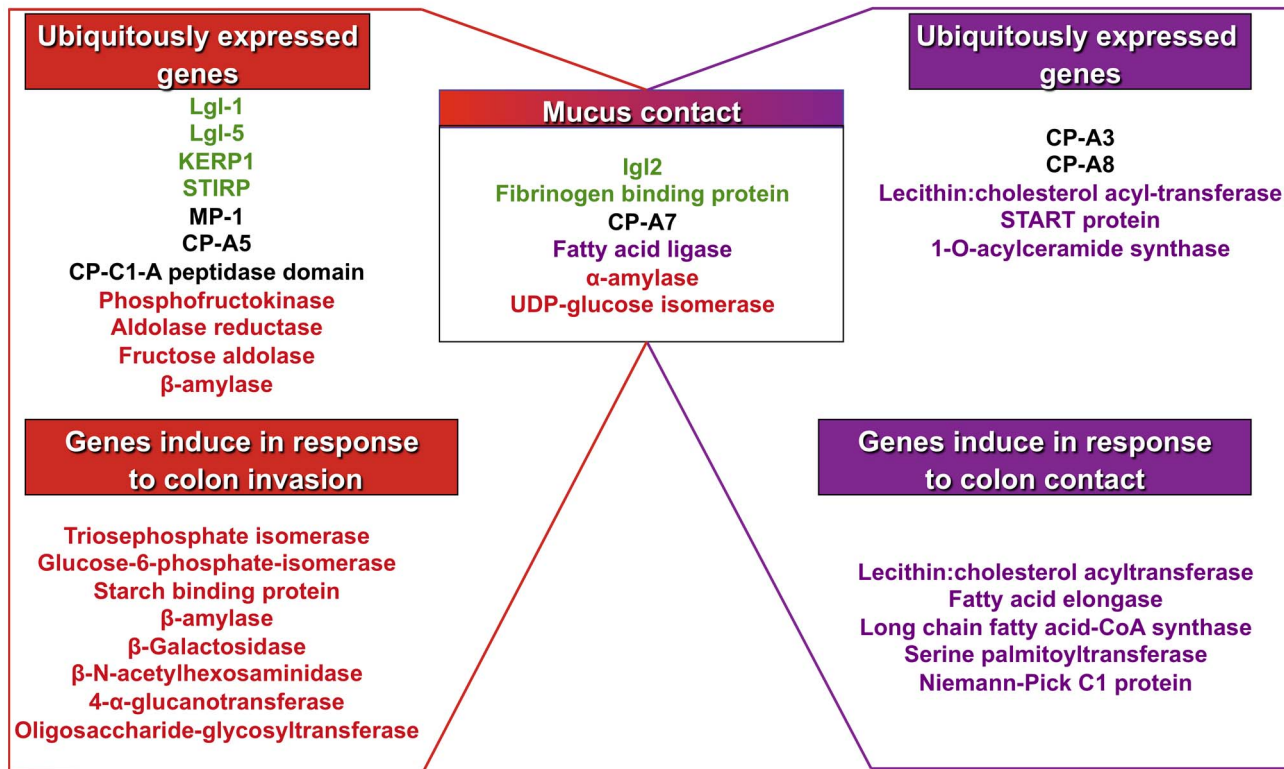 Ubiquitously expressed
genes
Lgl-1
Lgl-5
KERP1
STIRP
MP-1
CP-A5
CP-C1-A peptidase domain
Phosphofructokinase
Aldolase reductase
Fructose aldolase
β-amylase
Genes induce in response
to colon invasion
Triosephosphate isomerase
Glucose-6-phosphate-isomerase
Starch binding protein
β-amylase
β-Galactosidase
β-N-acetylhexosaminidase
4-α-glucanotransferase
Oligosaccharide-glycosyltransferase
Mucus contact
Igl2
Fibrinogen binding protein
CP-A7
Fatty acid ligase
α-amylase
UDP-glucose isomerase
Ubiquitously expressed
genes
CP-A3
CP-A8
Lecithin:cholesterol acyl-transferase
START protein
1-O-acylceramide synthase
Genes induce in response
to colon contact
Lecithin:cholesterol acyltransferase
Fatty acid elongase
Long chain fatty acid-CoA synthase
Serine palmitoyltransferase
Niemann-Pick C1 protein